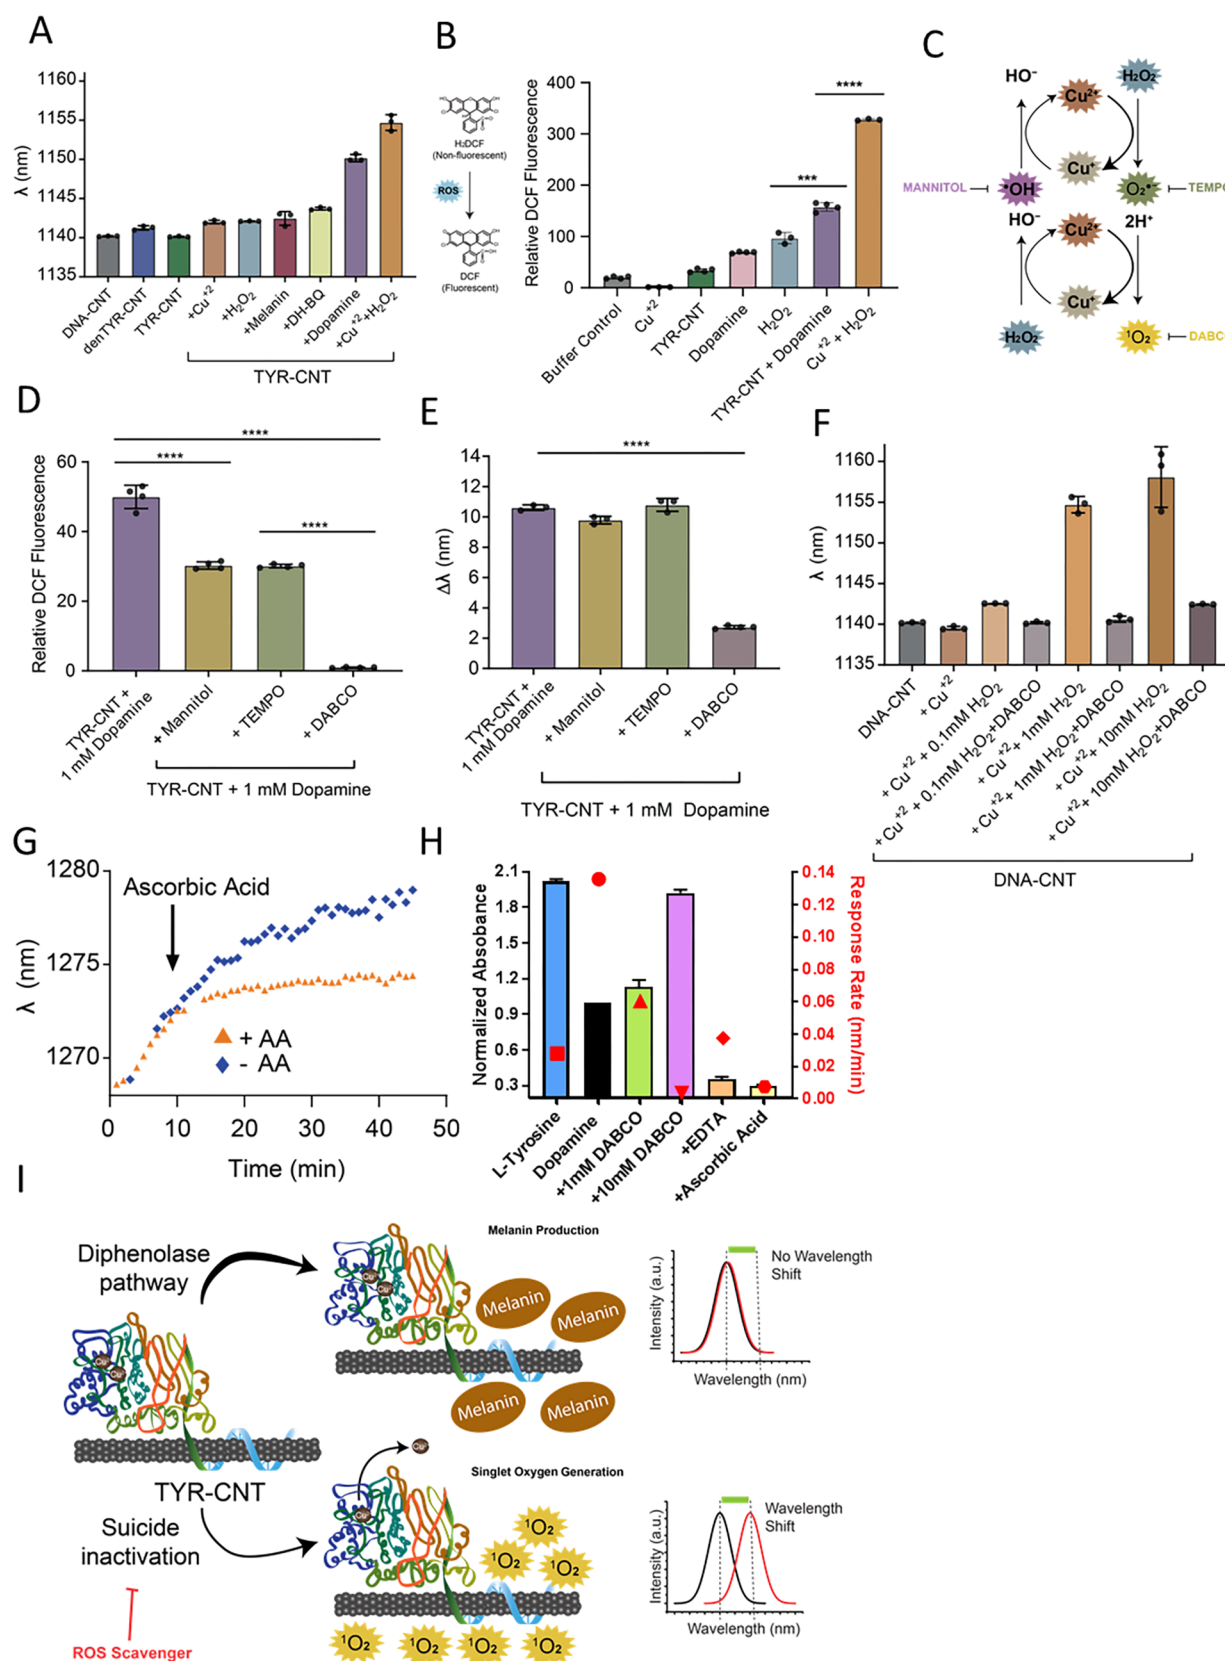 A
λ (nm)
1160
1155
1150
1145
1140
1135
DNA-CNT
denTYR-CNT
TYR-CNT
+Cu+2
+H2O2
+Melanin
+DH-BQ
+Dopamine
+Cu+2+H2O2
TYR-CNT
B
H2DCF
(Non-fluorescent)
ROS
DCF
(Fluorescent)
Relative DCF Fluorescence
400
300
200
100
0
***
****
Buffer Control
Cu+2
TYR-CNT
Dopamine
H2O2
TYR-CNT + Dopamine
Cu+2 + H2O2
C
HO−
Cu2+
H2O2
Cu+
MANNITOL
•OH
O2•−
TEMPO
HO−
Cu2+
2H+
Cu+
H2O2
1O2
DABC
D
Relative DCF Fluorescence
60
40
20
0
****
****
****
TYR-CNT +
1 mM Dopamine
+ Mannitol
+ TEMPO
+ DABCO
TYR-CNT + 1 mM Dopamine
E
Δλ (nm)
14
12
10
8
6
4
2
0
****
TYR-CNT +
1 mM Dopamine
+ Mannitol
+ TEMPO
+ DABCO
TYR-CNT + 1 mM Dopamine
F
λ (nm)
1160
1155
1150
1145
1140
1135
DNA-CNT
+ Cu+2
+ Cu+2 + 0.1mM H2O2
+ Cu+2 + 0.1mM H2O2+DABCO
+ Cu+2 + 1mM H2O2
+ Cu+2+ 1mM H2O2+DABCO
+ Cu+2+ 10mM H2O2
+ Cu+2+ 10mM H2O2+DABCO
DNA-CNT
G
λ (nm)
1280
1275
1270
Ascorbic Acid
+ AA
- AA
0 10 20 30 40 50
Time (min)
H
Normalized Absobance
2.1
1.8
1.5
1.2
0.9
0.6
0.3
Response Rate (nm/min)
0.14
0.12
0.10
0.08
0.06
0.04
0.02
0.00
L-Tyrosine
Dopamine
+1mM DABCO
+10mM DABCO
+EDTA
+Ascorbic Acid
I
Diphenolase
pathway
Melanin Production
Cu
Cu
Melanin
Melanin
Melanin
Melanin
Intensity (a.u.)
No Wavelength
Shift
Wavelength (nm)
Cu
Cu
TYR-CNT
Suicide
inactivation
ROS Scavenger
Cu
Cu
Singlet Oxygen Generation
1O2
1O2
1O2
1O2
1O2
1O2
1O2
Intensity (a.u.)
Wavelength
Shift
Wavelength (nm)